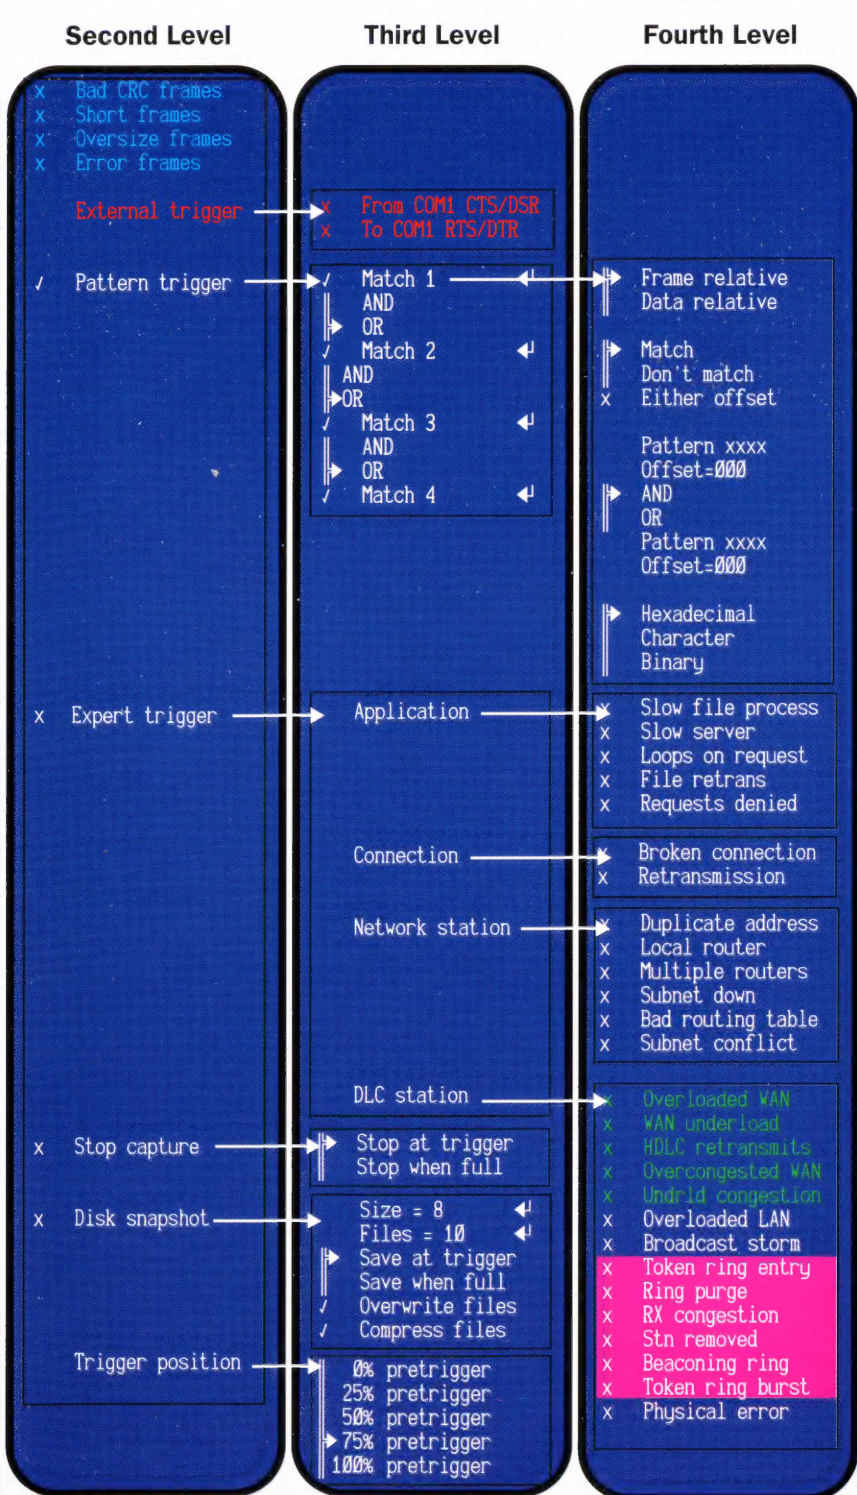 Second Level
x Bad CRC frames
x Short frames
x Oversize frames
x Error frames
External trigger
✓ Pattern trigger
x Expert trigger
x Stop capture
x Disk snapshot
Trigger position
Third Level
x From COM1 CTS/DSR
x To COM1 RTS/DTR
✓ Match 1
AND
OR
✓ Match 2
AND
OR
✓ Match 3
AND
OR
✓ Match 4
Application
Connection
Network station
DLC station
Stop at trigger
Stop when full
Size = 8
Files = 10
Save at trigger
Save when full
✓ Overwrite files
✓ Compress files
0% pretrigger
25% pretrigger
50% pretrigger
75% pretrigger
100% pretrigger
Fourth Level
Frame relative
Data relative
Match
Don't match
x Either offset
Pattern xxxx
Offset=000
AND
OR
Pattern xxxx
Offset=000
Hexadecimal
Character
Binary
x Slow file process
x Slow server
x Loops on request
x File retrans
x Requests denied
x Broken connection
x Retransmission
x Duplicate address
x Local router
x Multiple routers
x Subnet down
x Bad routing table
x Subnet conflict
x Overloaded WAN
x WAN underload
x HDLC retransmits
x Overcongested WAN
x Undrld congestion
x Overloaded LAN
x Broadcast storm
x Token ring entry
x Ring purge
x RX congestion
x Stn removed
x Beaconing ring
x Token ring burst
x Physical error